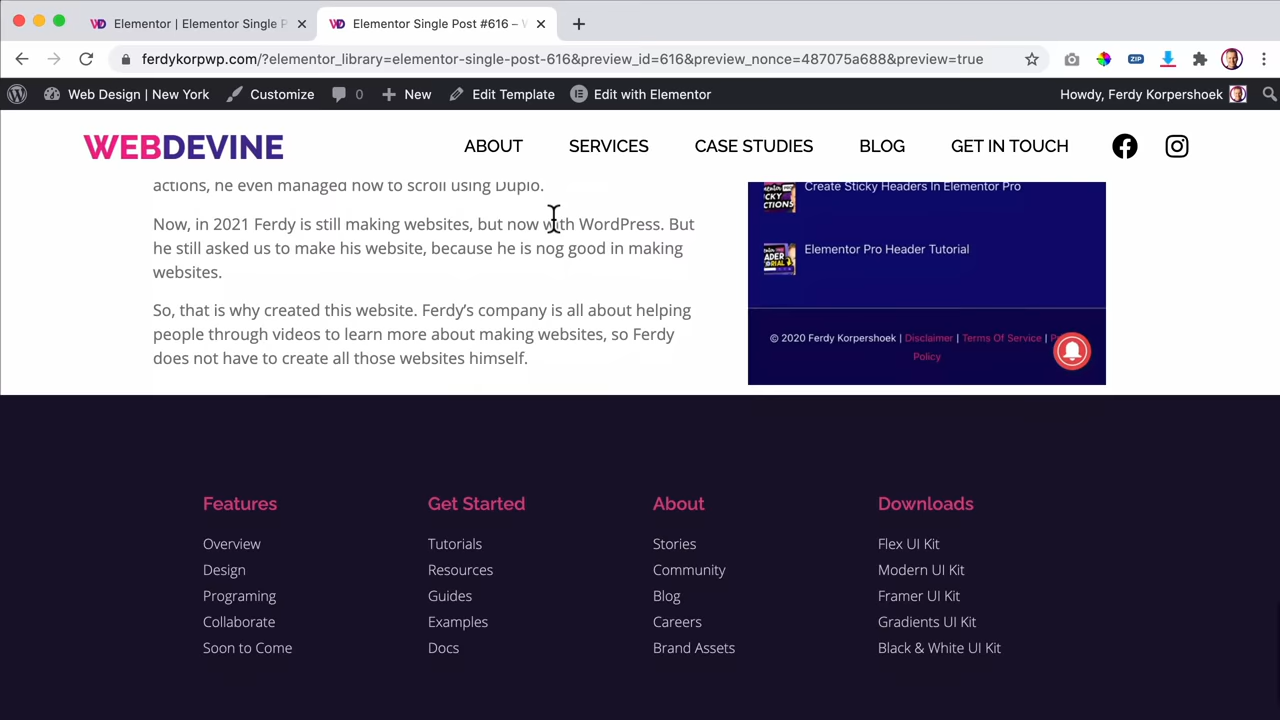 Elementor | Elementor Single P
Elementor Single Post #616 – W
ferdykorpwp.com/?elementor_library=elementor-single-post-616&preview_id=616&preview_nonce=487075a688&preview=true
ZIP
Web Design | New York
Customize
0
New
Edit Template
Edit with Elementor
Howdy, Ferdy Korpershoek
WEBDEVINE
ABOUT
SERVICES
CASE STUDIES
BLOG
GET IN TOUCH
actions, he even managed how to scroll using Duplo.
Now, in 2021 Ferdy is still making websites, but now with WordPress. But
he still asked us to make his website, because he is nog good in making
websites.
So, that is why created this website. Ferdy's company is all about helping
people through videos to learn more about making websites, so Ferdy
does not have to create all those websites himself.
Create Sticky Headers In Elementor Pro
Elementor Pro Header Tutorial
© 2020 Ferdy Korpershoek | Disclaimer | Terms Of Service |
Policy
Features
Overview
Design
Programing
Collaborate
Soon to Come
Get Started
Tutorials
Resources
Guides
Examples
Docs
About
Stories
Community
Blog
Careers
Brand Assets
Downloads
Flex UI Kit
Modern UI Kit
Framer UI Kit
Gradients UI Kit
Black & White UI Kit